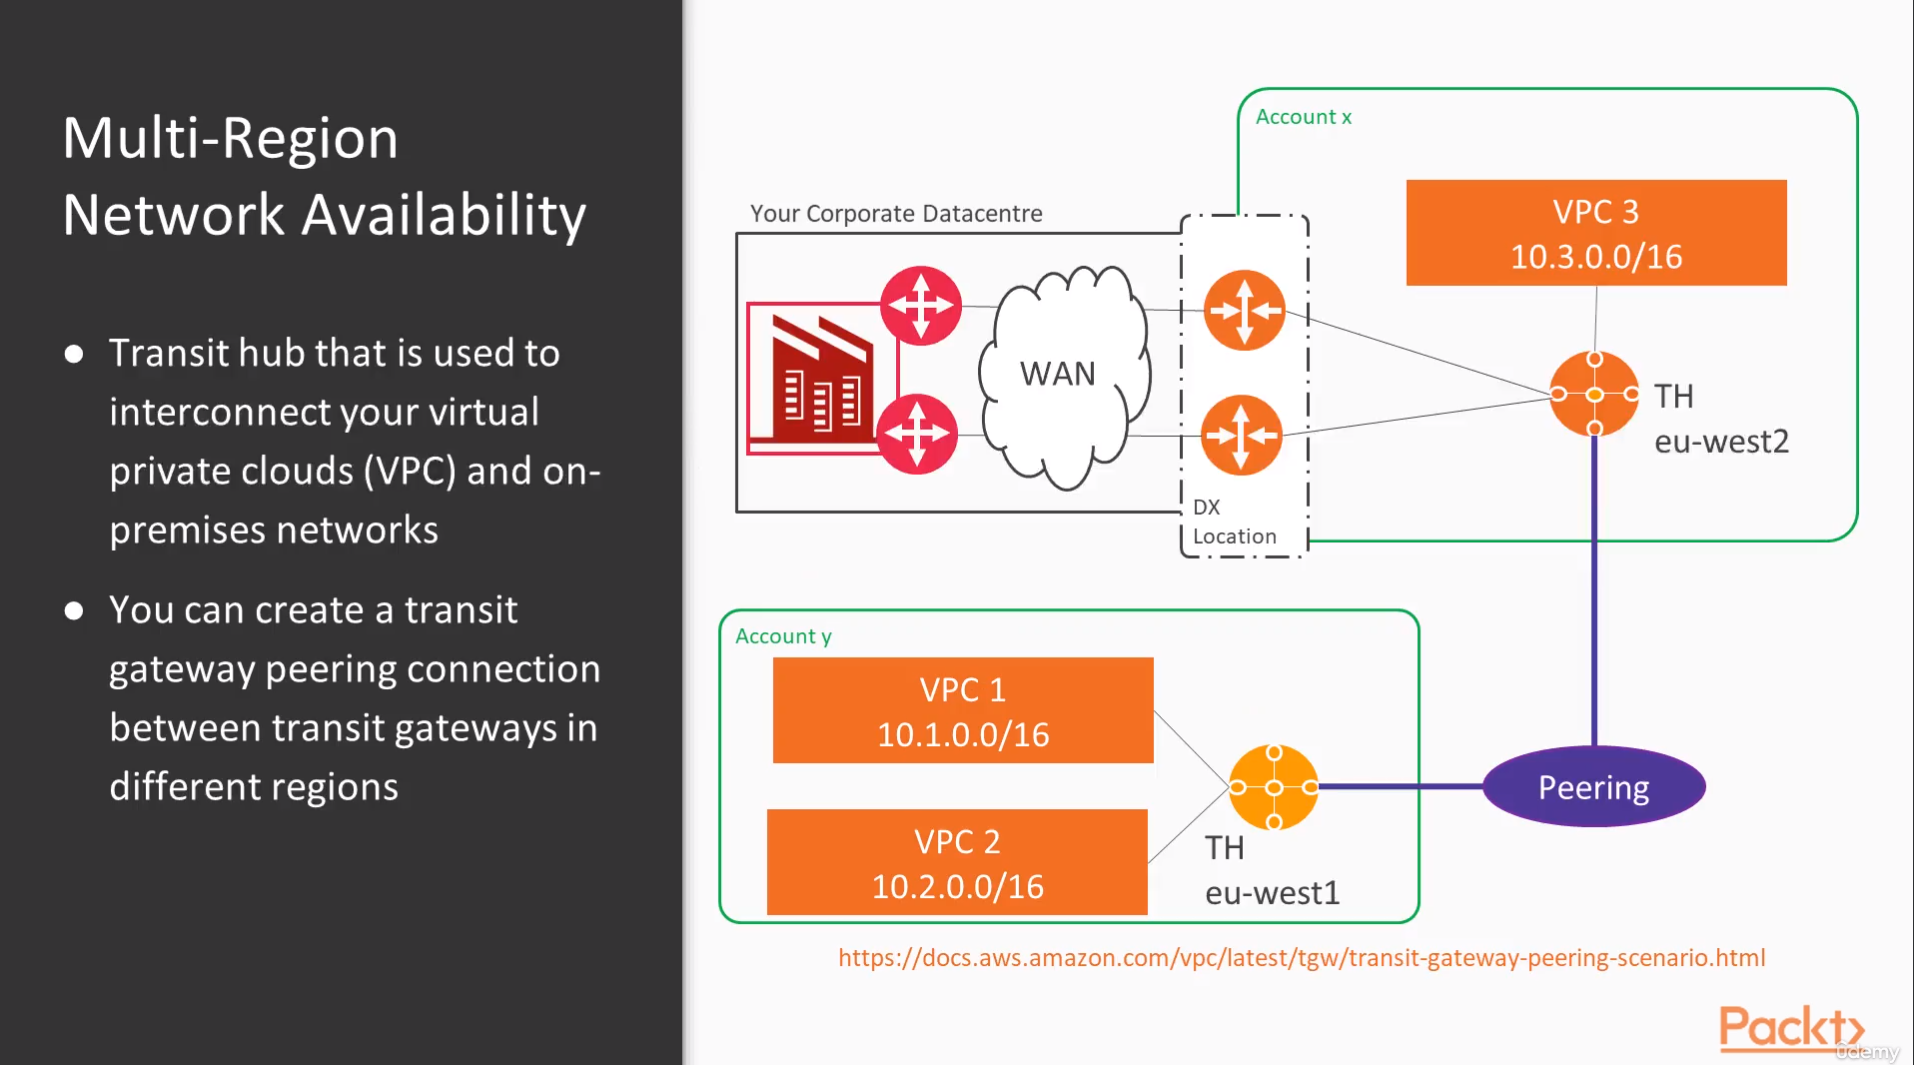 Multi-Region
Network Availability
● Transit hub that is used to
interconnect your virtual
private clouds (VPC) and on-
premises networks
● You can create a transit
gateway peering connection
between transit gateways in
different regions
Account x
Your Corporate Datacentre
VPC 3
10.3.0.0/16
WAN
TH
eu-west2
DX
Location
Account y
VPC 1
10.1.0.0/16
VPC 2
10.2.0.0/16
TH
eu-west1
Peering
https://docs.aws.amazon.com/vpc/latest/tgw/transit-gateway-peering-scenario.html
Packt>
ûdemy